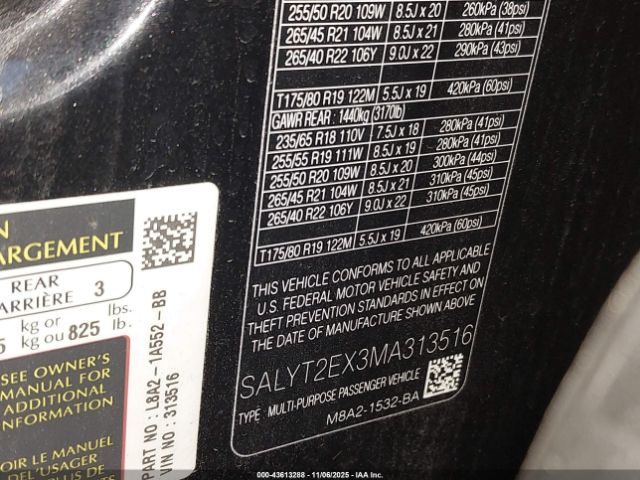 255/50 R20 109W 8.5J x 20 260kPa (38psi)
265/45 R21 104W 8.5J x 21 280kPa (41psi)
265/40 R22 106Y 9.0J x 22 290kPa (43psi)
T175/80 R19 122M 5.5J x 19 420kPa (60psi)
GAWR REAR : 1440kg (3170lb)
235/65 R18 110V 7.5J x 18 280kPa (41psi)
255/55 R19 111W 8.5J x 19 280kPa (41psi)
255/50 R20 109W 8.5J x 20 300kPa (44psi)
265/45 R21 104W 8.5J x 21 310kPa (45psi)
265/40 R22 106Y 9.0J x 22 310kPa (45psi)
T175/80 R19 122M 5.5J x 19 420kPa (60psi)
THIS VEHICLE CONFORMS TO ALL APPLICABLE
U.S. FEDERAL MOTOR VEHICLE SAFETY AND
THEFT PREVENTION STANDARDS IN EFFECT ON
THE DATE OF MANUFACTURE SHOWN ABOVE.
SALYT2EX3MA313516
TYPE : MULTI-PURPOSE PASSENGER VEHICLE
M8A2-1532-BA
N
ARGEMENT
REAR
ARRIÈRE 3
5 kg or lbs.
kg ou 825 lb.
SEE OWNER'S
MANUAL FOR
ADDITIONAL
INFORMATION
OIR LE MANUEL
L'USAGER
PART NO: L8A2 -1A552 -BB
VIN NO: 313516
000-43613288 - 11/06/2025 - IAA Inc.